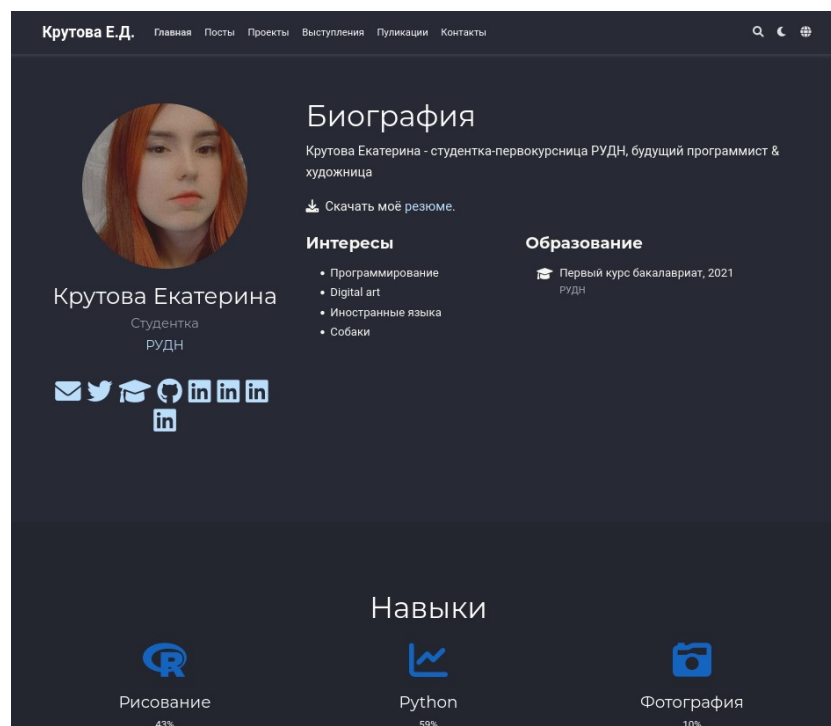 Крутова Е.Д. Главная Посты Проекты Выступления Пуликации Контакты
Биография
Крутова Екатерина - студентка-первокурсница РУДН, будущий программист &
художница
Скачать моё резюме.
Интересы
Программирование
Digital art
Иностранные языка
Собаки
Образование
Первый курс бакалавриат, 2021
РУДН
Крутова Екатерина
Студентка
РУДН
Навыки
Рисование Python Фотография
43% 59% 10%